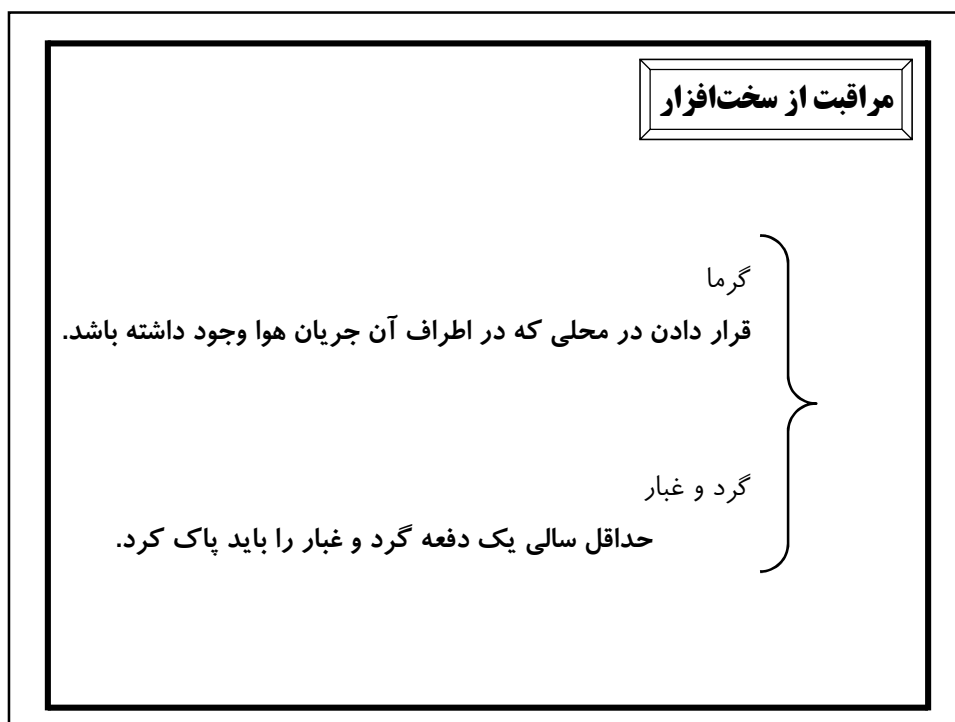 مراقبت از سخت‌افزار
گرما
قرار دادن در محلی که در اطراف آن جریان هوا وجود داشته باشد.
گرد و غبار
حداقل سالی یک دفعه گرد و غبار را باید پاک کرد.